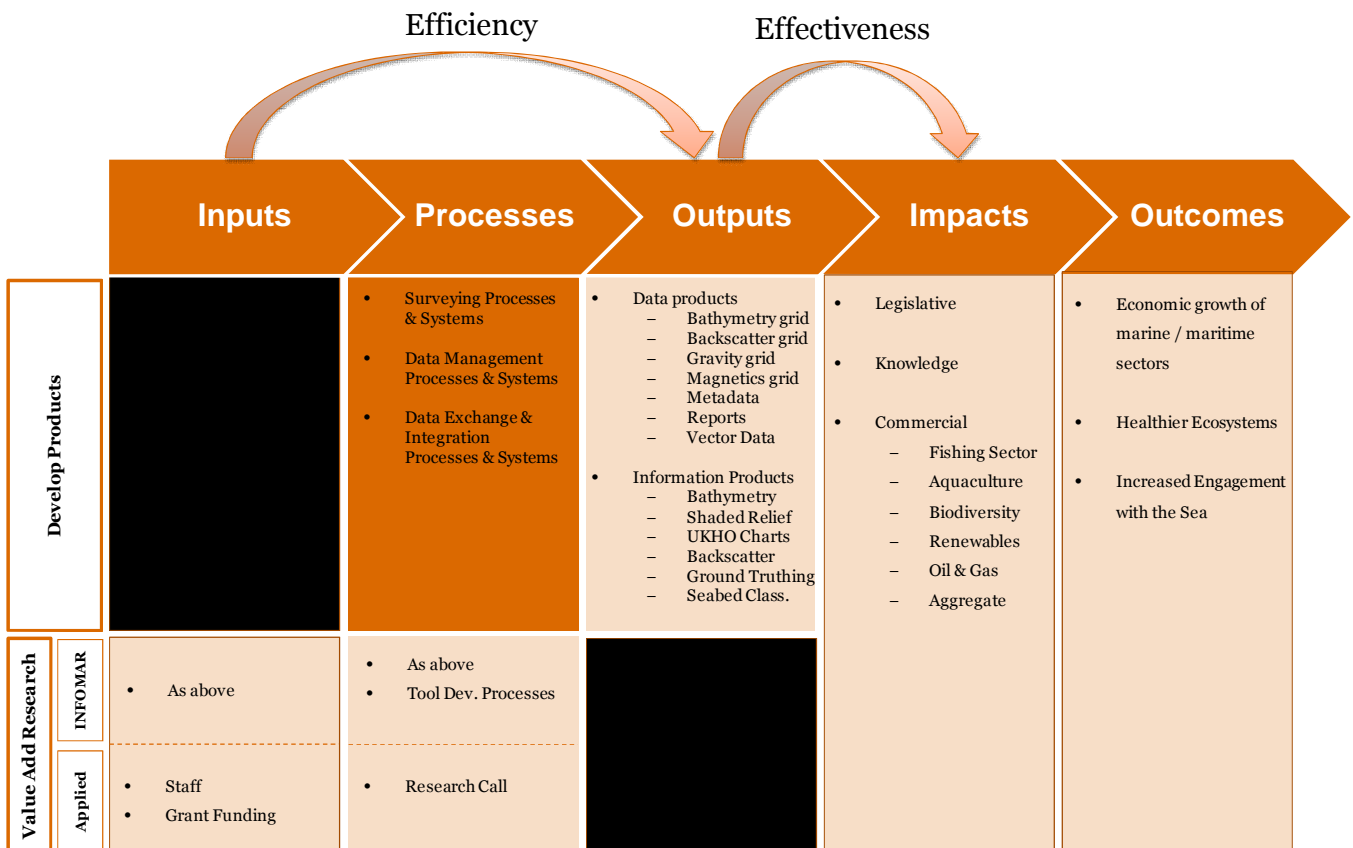 Efficiency
Effectiveness
Inputs
Processes
Outputs
Impacts
Outcomes
Develop Products
• Surveying Processes
& Systems
• Data Management
Processes & Systems
• Data Exchange &
Integration
Processes & Systems
• Data products
– Bathymetry grid
– Backscatter grid
– Gravity grid
– Magnetics grid
– Metadata
– Reports
– Vector Data
• Information Products
– Bathymetry
– Shaded Relief
– UKHO Charts
– Backscatter
– Ground Truthing
– Seabed Class.
• Legislative
• Knowledge
• Commercial
– Fishing Sector
– Aquaculture
– Biodiversity
– Renewables
– Oil & Gas
– Aggregate
• Economic growth of
marine / maritime
sectors
• Healthier Ecosystems
• Increased Engagement
with the Sea
Value Add Research
INFOMAR
• As above
• As above
• Tool Dev. Processes
Applied
• Staff
• Grant Funding
• Research Call